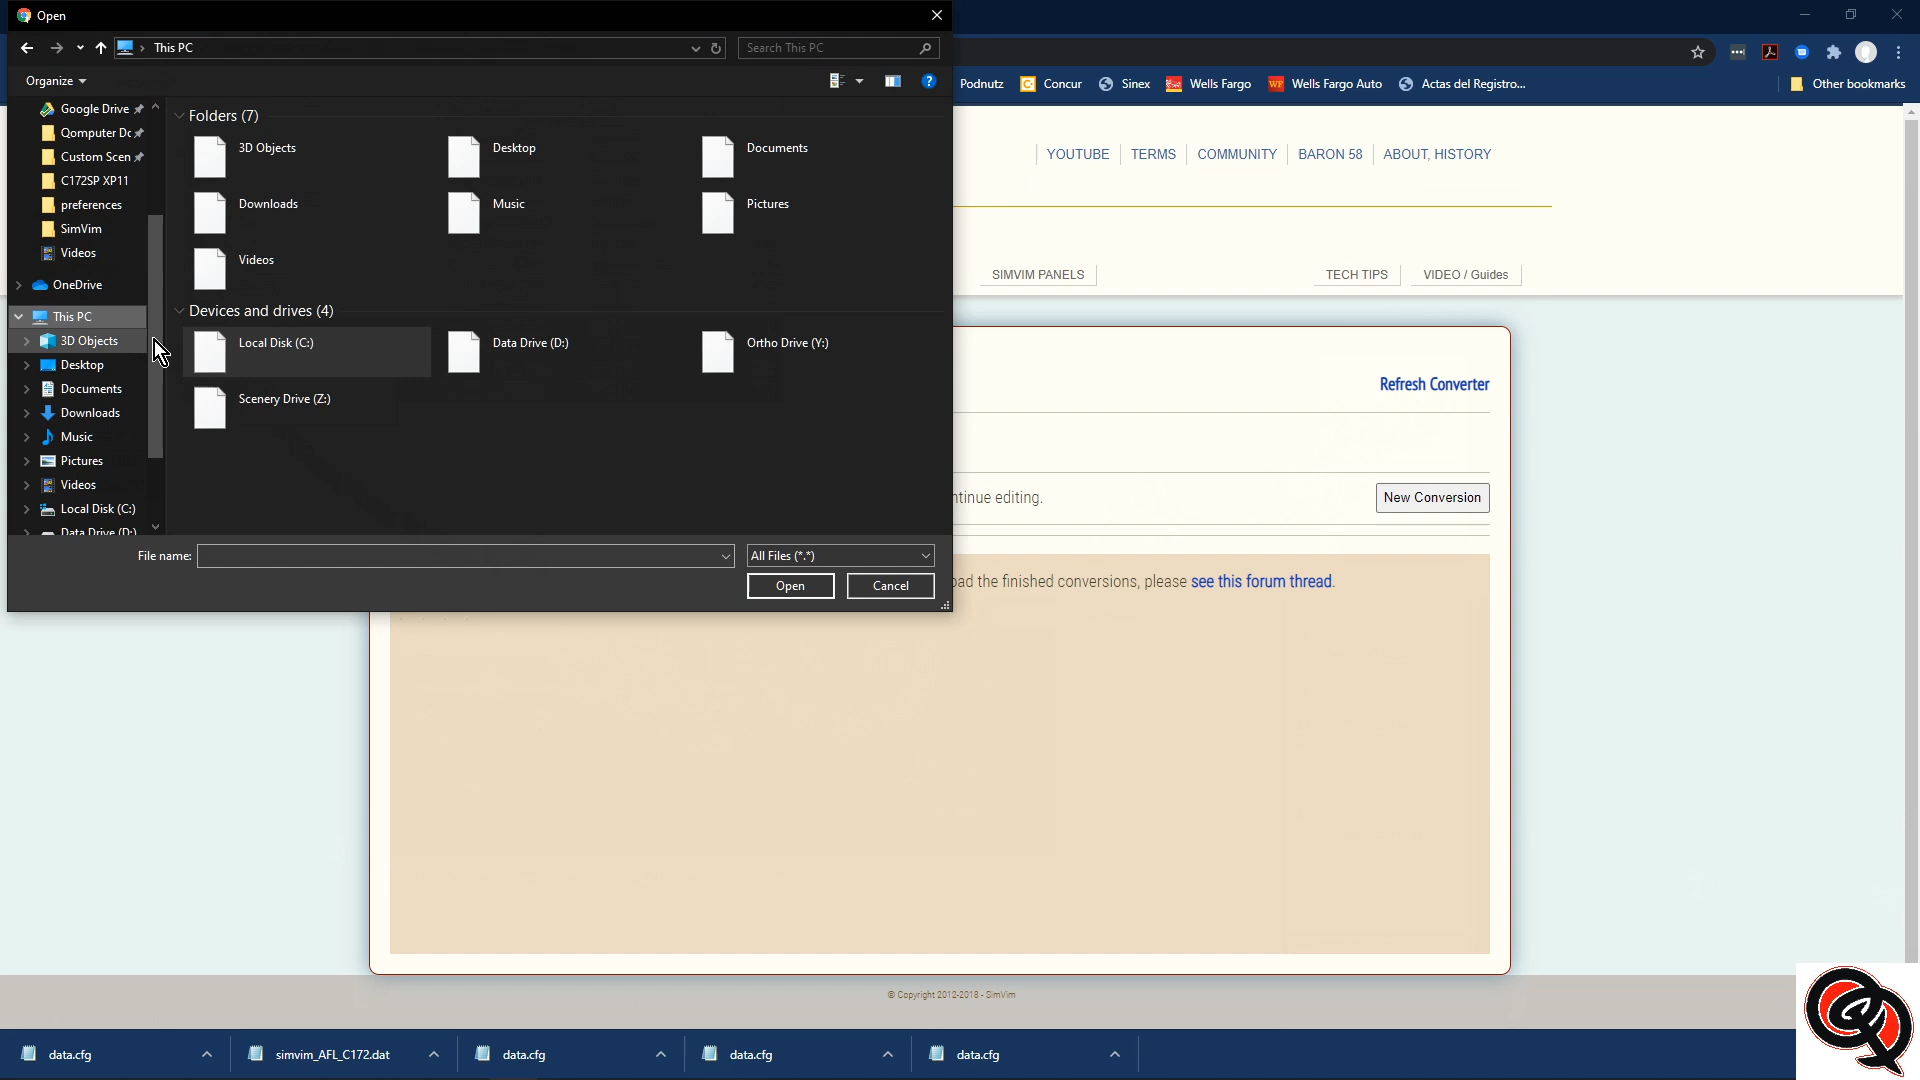 Open
This PC
Search This PC
Organize
Podnutz
Concur
Sinex
Wells Fargo
WF
Wells Fargo Auto
Actas del Registro...
Other bookmarks
Google Drive
Qomputer Dc
Custom Scen
C172SP XP11
preferences
SimVim
Videos
OneDrive
This PC
3D Objects
Desktop
Documents
Downloads
Music
Pictures
Videos
Local Disk (C:)
Data Drive (D:)
Folders (7)
3D Objects
Desktop
Documents
Downloads
Music
Pictures
Videos
Devices and drives (4)
Local Disk (C:)
Data Drive (D:)
Ortho Drive (Y:)
Scenery Drive (Z:)
File name:
All Files (*.*)
Open
Cancel
YOUTUBE
TERMS
COMMUNITY
BARON 58
ABOUT, HISTORY
SIMVIM PANELS
TECH TIPS
VIDEO / Guides
Refresh Converter
ntinue editing.
New Conversion
oad the finished conversions, please see this forum thread.
© Copyright 2012-2018 - SimVim
data.cfg
simvim_AFL_C172.dat
data.cfg
data.cfg
data.cfg